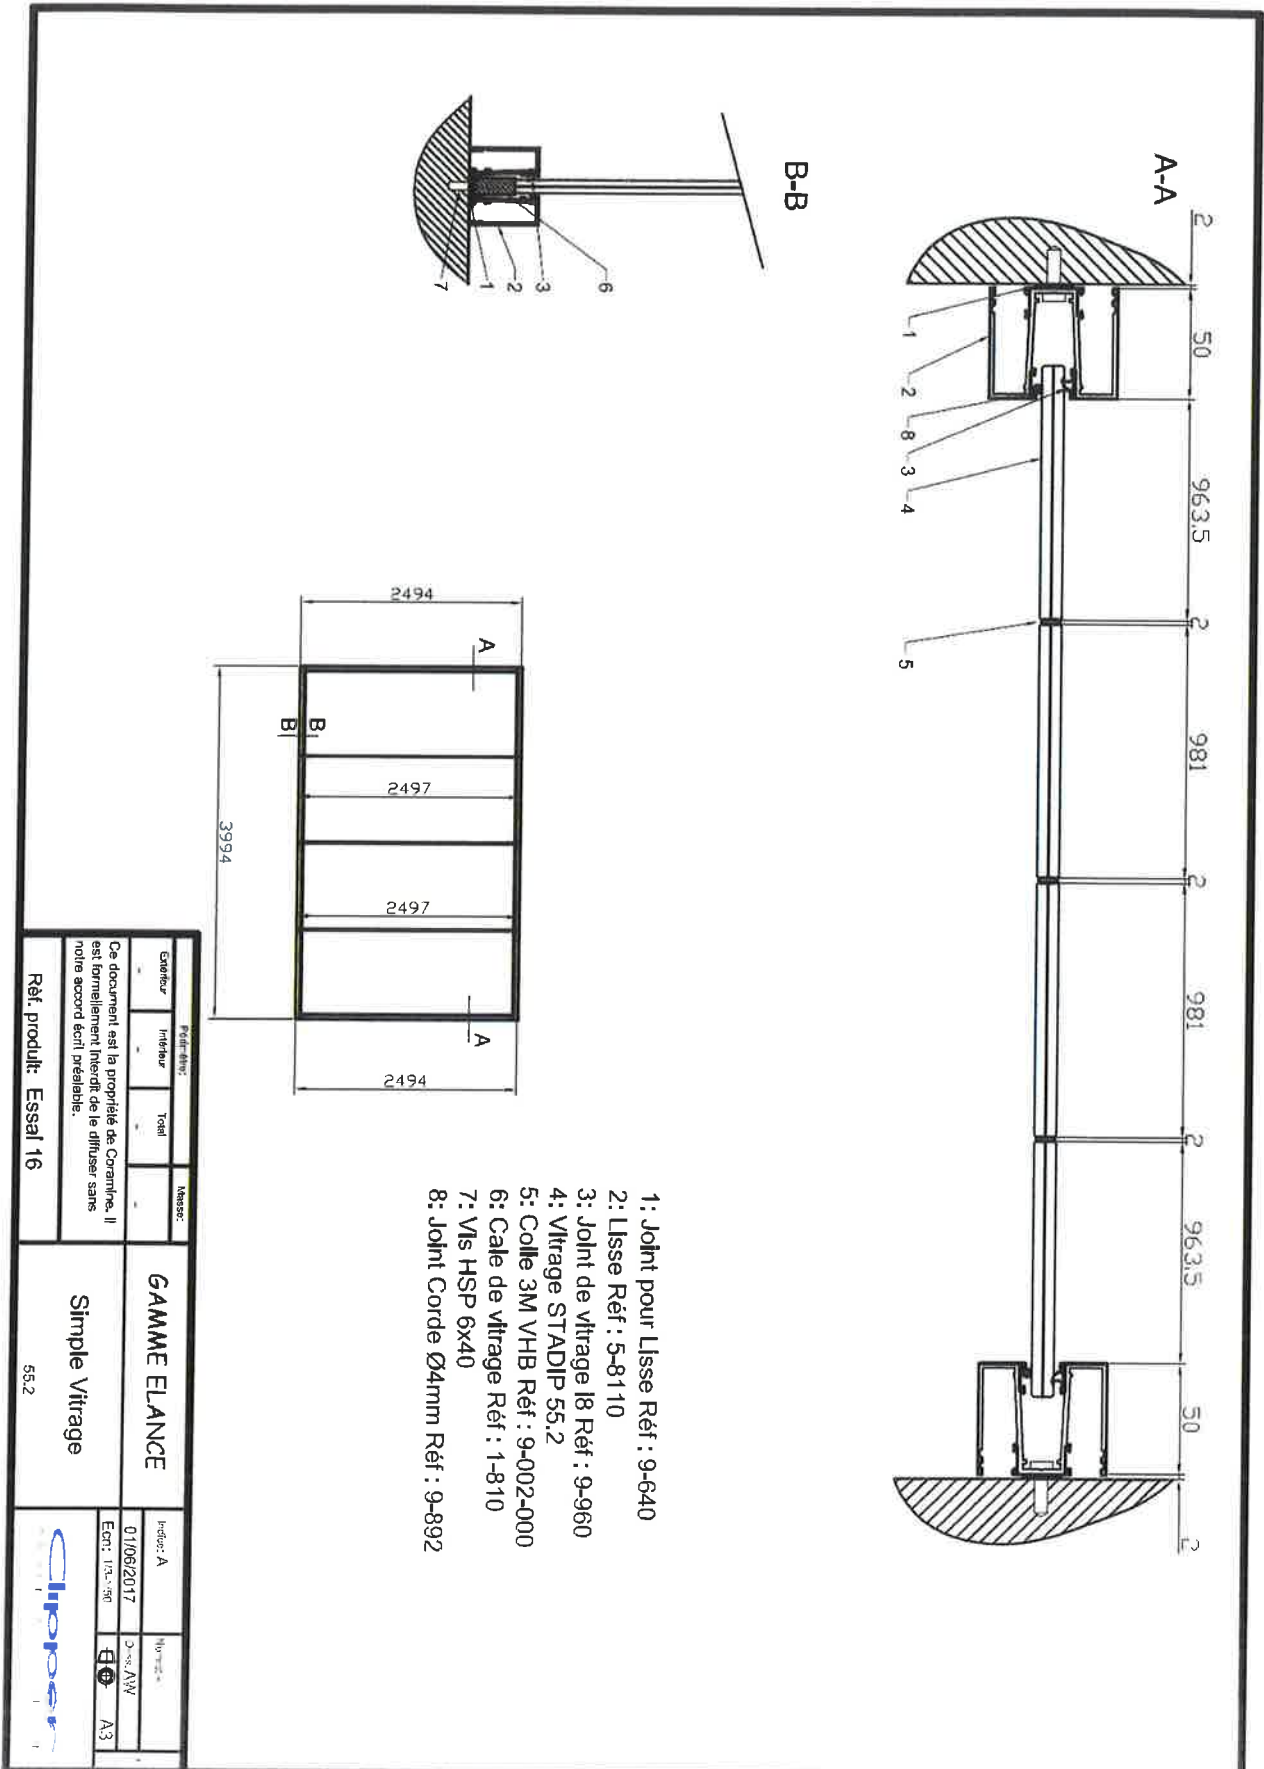 A-A
2
50
963,5
2
981
2
981
2
963,5
50
2
1
2
8
3
4
5
B-B
6
3
2
1
7
2494
A
B
B
2497
2497
A
2494
3994
1: Joint pour Lisse Réf : 9-640
2: Lisse Réf : 5-8110
3: Joint de vitrage I8 Réf : 9-960
4: Vitrage STADIP 55.2
5: Colle 3M VHB Réf : 9-002-000
6: Cale de vitrage Réf : 1-810
7: Vis HSP 6x40
8: Joint Corde Ø4mm Réf : 9-892
Masse:
Extérieur
Intérieur
Total
-
-
-
-
Ce document est la propriété de Coramine. Il
est formellement interdit de le diffuser sans
notre accord écrit préalable.
Réf. produit: Essai 16
GAMME ELANCE
Simple Vitrage
55.2
Indice: A
01/06/2017
A3
Clipper